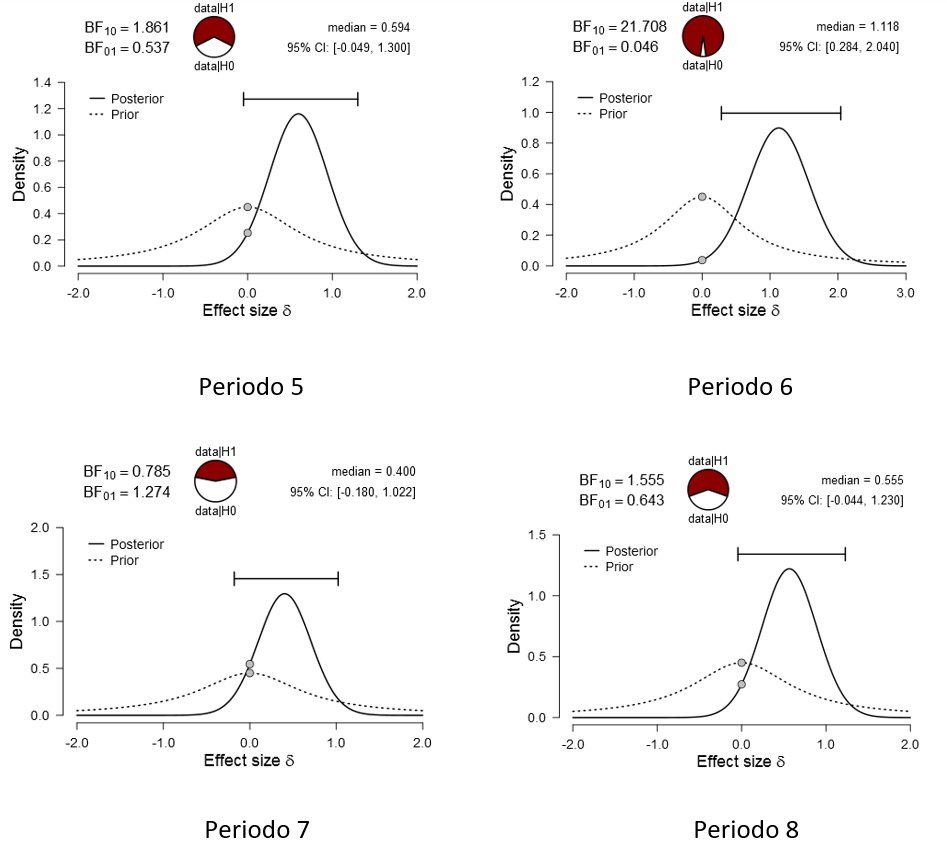 data|H1
BF10 = 1.861
BF01 = 0.537
median = 0.594
95% CI: [-0.049, 1.300]
data|H0
Posterior
Prior
1.4
1.2
1.0
0.8
0.6
0.4
0.2
0.0
Density
-2.0 -1.0 0.0 1.0 2.0
Effect size δ
Periodo 5
data|H1
BF10 = 21.708
BF01 = 0.046
median = 1.118
95% CI: [0.284, 2.040]
data|H0
Posterior
Prior
1.2
1.0
0.8
0.6
0.4
0.2
0.0
Density
-2.0 -1.0 0.0 1.0 2.0 3.0
Effect size δ
Periodo 6
data|H1
BF10 = 0.785
BF01 = 1.274
median = 0.400
95% CI: [-0.180, 1.022]
data|H0
Posterior
Prior
2.0
1.5
1.0
0.5
0.0
Density
-2.0 -1.0 0.0 1.0 2.0
Effect size δ
Periodo 7
data|H1
BF10 = 1.555
BF01 = 0.643
median = 0.555
95% CI: [-0.044, 1.230]
data|H0
Posterior
Prior
1.5
1.0
0.5
0.0
Density
-2.0 -1.0 0.0 1.0 2.0
Effect size δ
Periodo 8